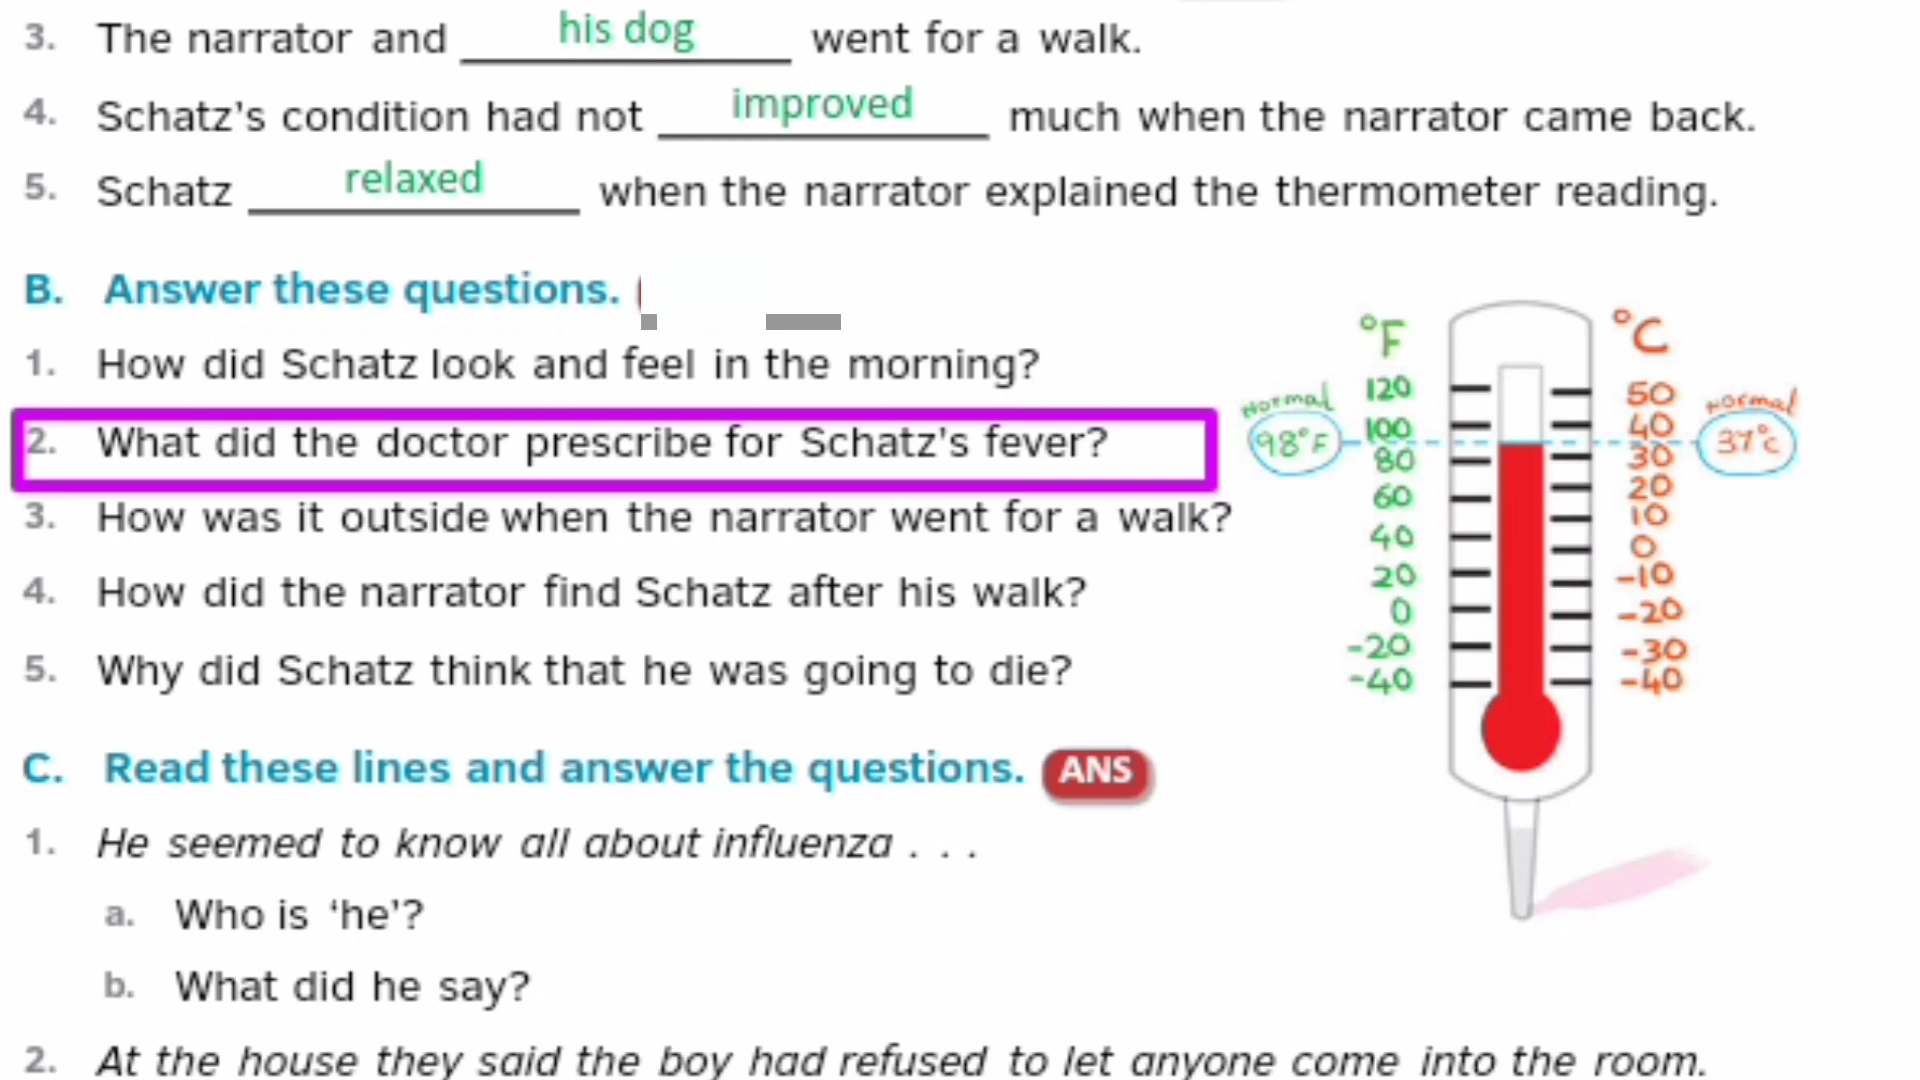 3. The narrator and his dog went for a walk.
4. Schatz's condition had not improved much when the narrator came back.
5. Schatz relaxed when the narrator explained the thermometer reading.
B. Answer these questions.
1. How did Schatz look and feel in the morning?
2. What did the doctor prescribe for Schatz's fever?
3. How was it outside when the narrator went for a walk?
4. How did the narrator find Schatz after his walk?
5. Why did Schatz think that he was going to die?
°F °C
Normal 98°F
Normal 37°C
120 50
100 40
80 30
60 20
40 10
20 0
0 -10
-20 -20
-40 -30
-40
C. Read these lines and answer the questions. ANS
1. He seemed to know all about influenza . . .
a. Who is ‘he’?
b. What did he say?
2. At the house they said the boy had refused to let anyone come into the room.